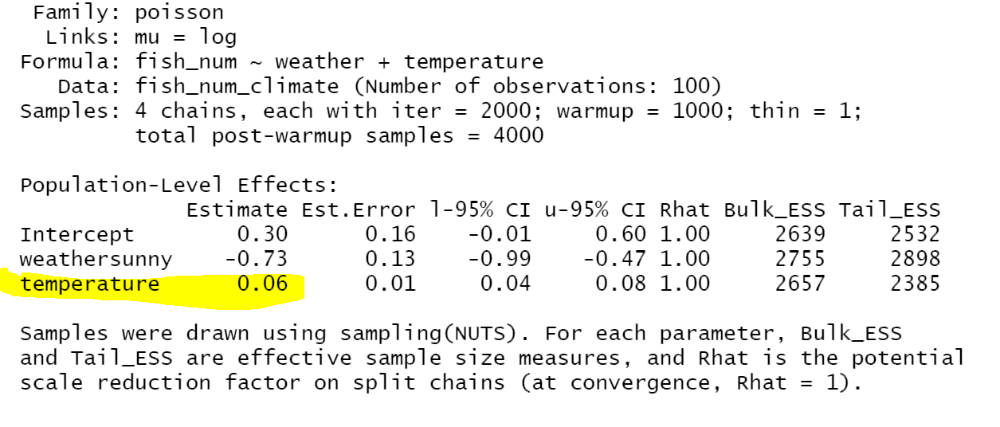 Family: poisson
Links: mu = log
Formula: fish_num ~ weather + temperature
Data: fish_num_climate (Number of observations: 100)
Samples: 4 chains, each with iter = 2000; warmup = 1000; thin = 1;
total post-warmup samples = 4000
Population-Level Effects:
Estimate Est.Error l-95% CI u-95% CI Rhat Bulk_ESS Tail_ESS
Intercept 0.30 0.16 -0.01 0.60 1.00 2639 2532
weathersunny -0.73 0.13 -0.99 -0.47 1.00 2755 2898
temperature 0.06 0.01 0.04 0.08 1.00 2657 2385
Samples were drawn using sampling(NUTS). For each parameter, Bulk_ESS
and Tail_ESS are effective sample size measures, and Rhat is the potential
scale reduction factor on split chains (at convergence, Rhat = 1).